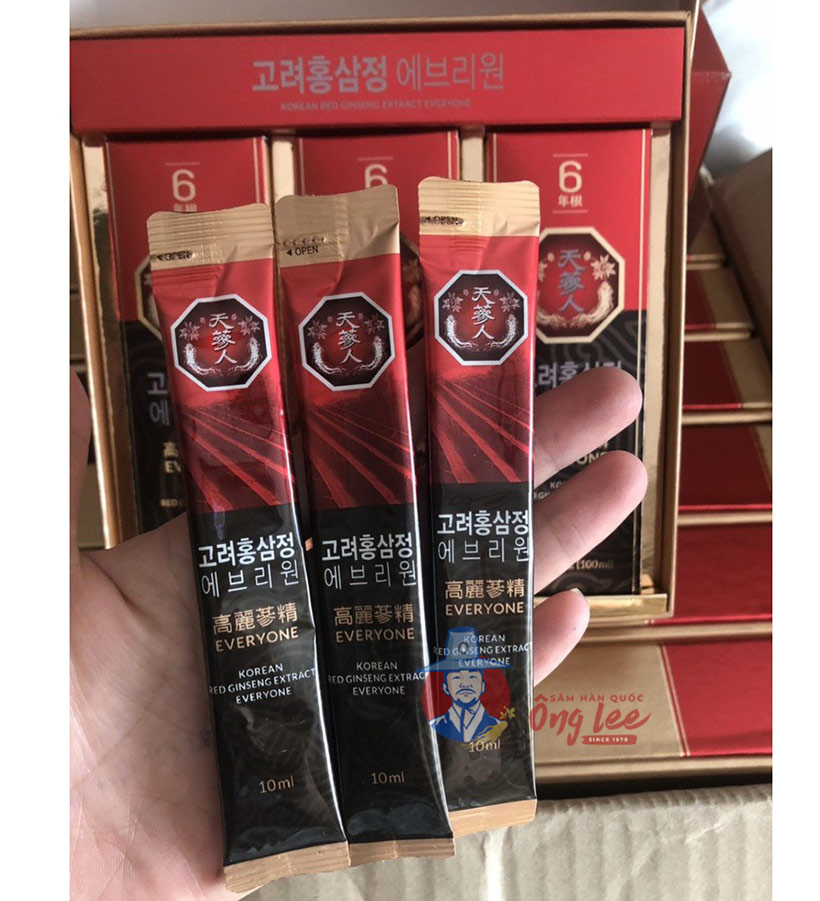 고려홍삼정 에브리원
KOREAN RED GINSENG EXTRACT EVERYONE
6
年根
6
6
年根
天蔘人
OPEN
天蔘人
고려홍삼정
에브리원
高麗蔘精
EVERYONE
KOREAN
RED GINSENG EXTRACT
EVERYONE
10ml
◀ OPEN
天蔘人
고려홍삼정
에브리원
高麗蔘精
EVERYONE
KOREAN
RED GINSENG EXTRACT
EVERYONE
10ml
天蔘人
고려홍삼정
에브리원
高麗蔘精
EVERYONE
KOREAN
RED GINSENG EXTRACT
EVERYONE
10ml
(100ml)
SÂM HÀN QUỐC
Ông Lee
SINCE 1978